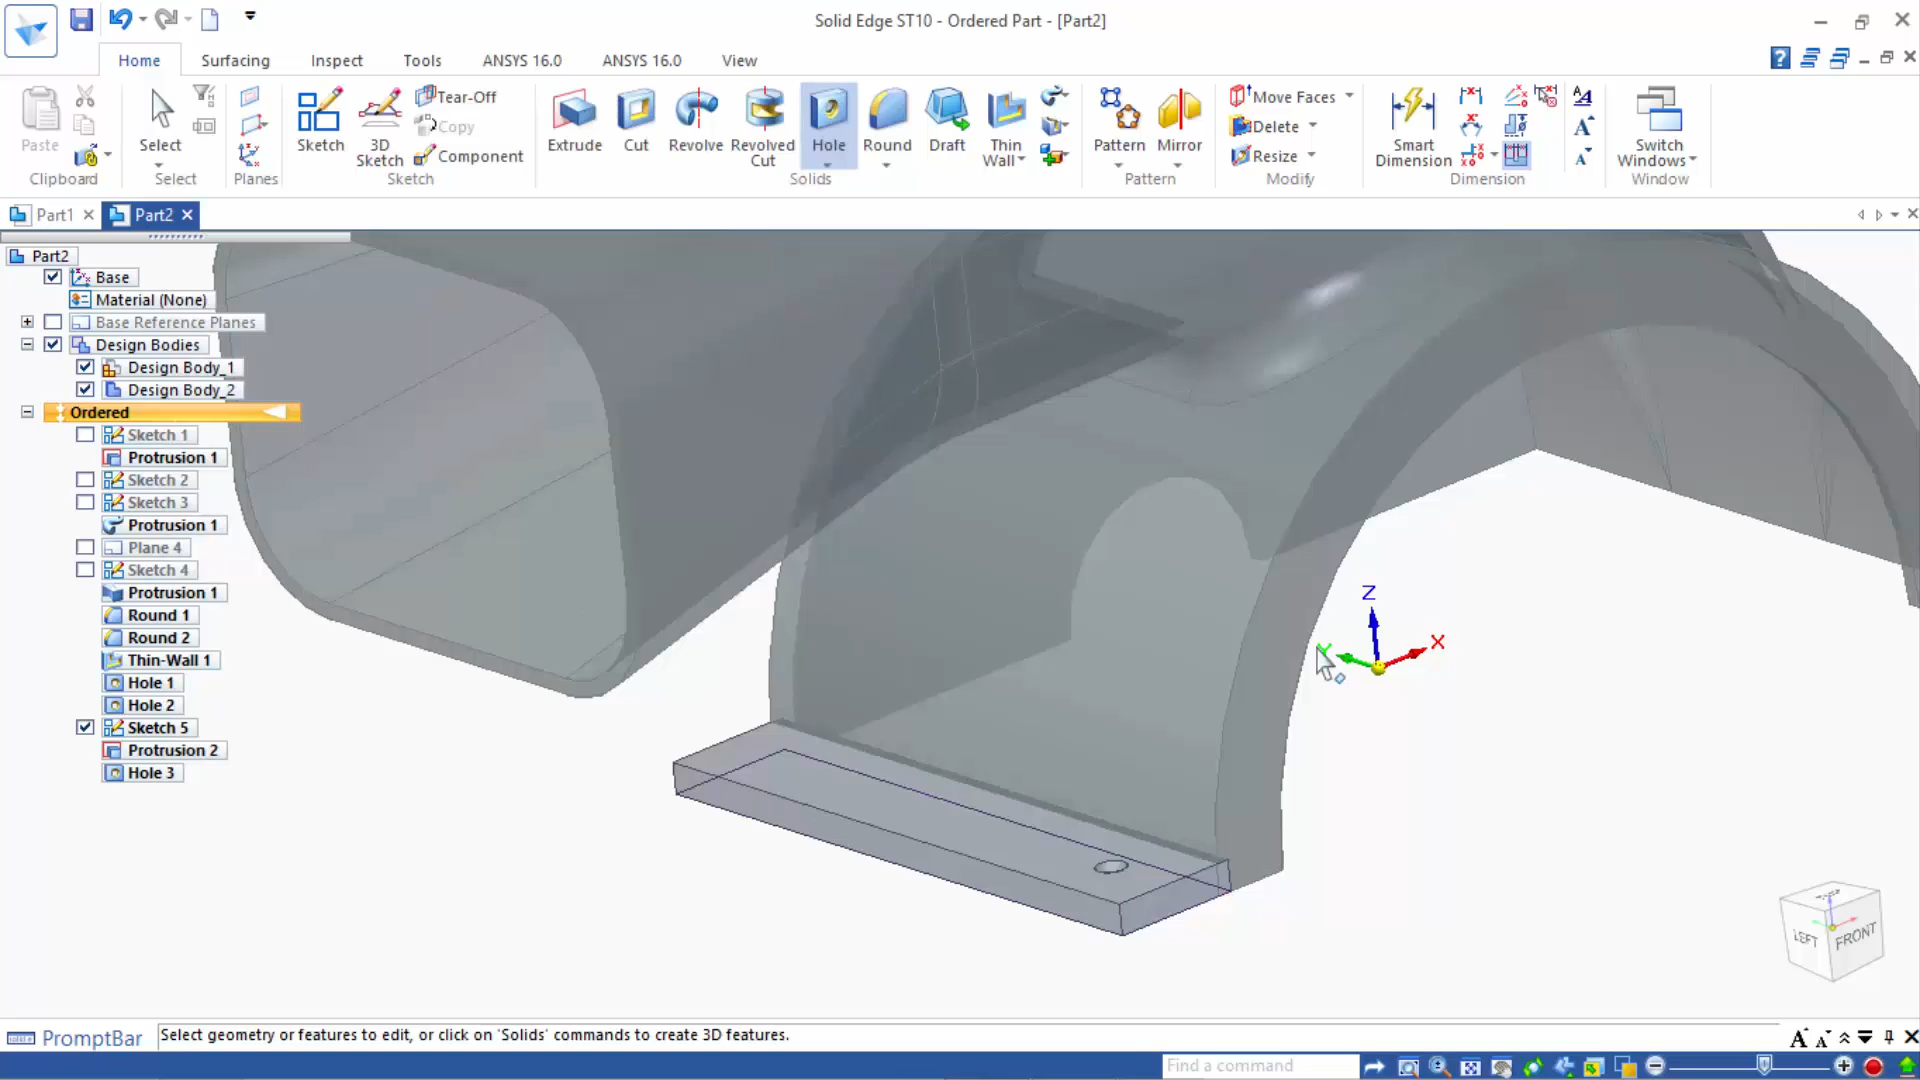 Solid Edge ST10 - Ordered Part - [Part2]
Home Surfacing Inspect Tools ANSYS 16.0 ANSYS 16.0 View
Paste
Clipboard
Select
Select
Planes
Sketch
3D Sketch
Tear-Off
Copy
Component
Sketch
Extrude
Cut
Revolve
Revolved Cut
Hole
Round
Draft
Thin Wall
Solids
Pattern
Mirror
Pattern
Move Faces
Delete
Resize
Modify
Smart Dimension
Dimension
Switch Windows
Window
Part1
Part2
Part2
Base
Material (None)
Base Reference Planes
Design Bodies
Design Body_1
Design Body_2
Ordered
Sketch 1
Protrusion 1
Sketch 2
Sketch 3
Protrusion 1
Plane 4
Sketch 4
Protrusion 1
Round 1
Round 2
Thin-Wall 1
Hole 1
Hole 2
Sketch 5
Protrusion 2
Hole 3
Z
X
LEFT
FRONT
PromptBar
Select geometry or features to edit, or click on 'Solids' commands to create 3D features.
Find a command